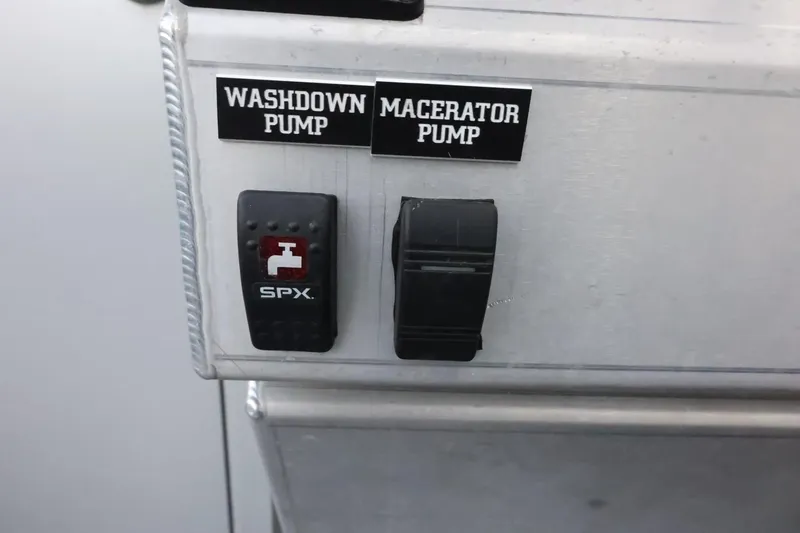 WASHDOWN
PUMP
MACERATOR
PUMP
SPX.